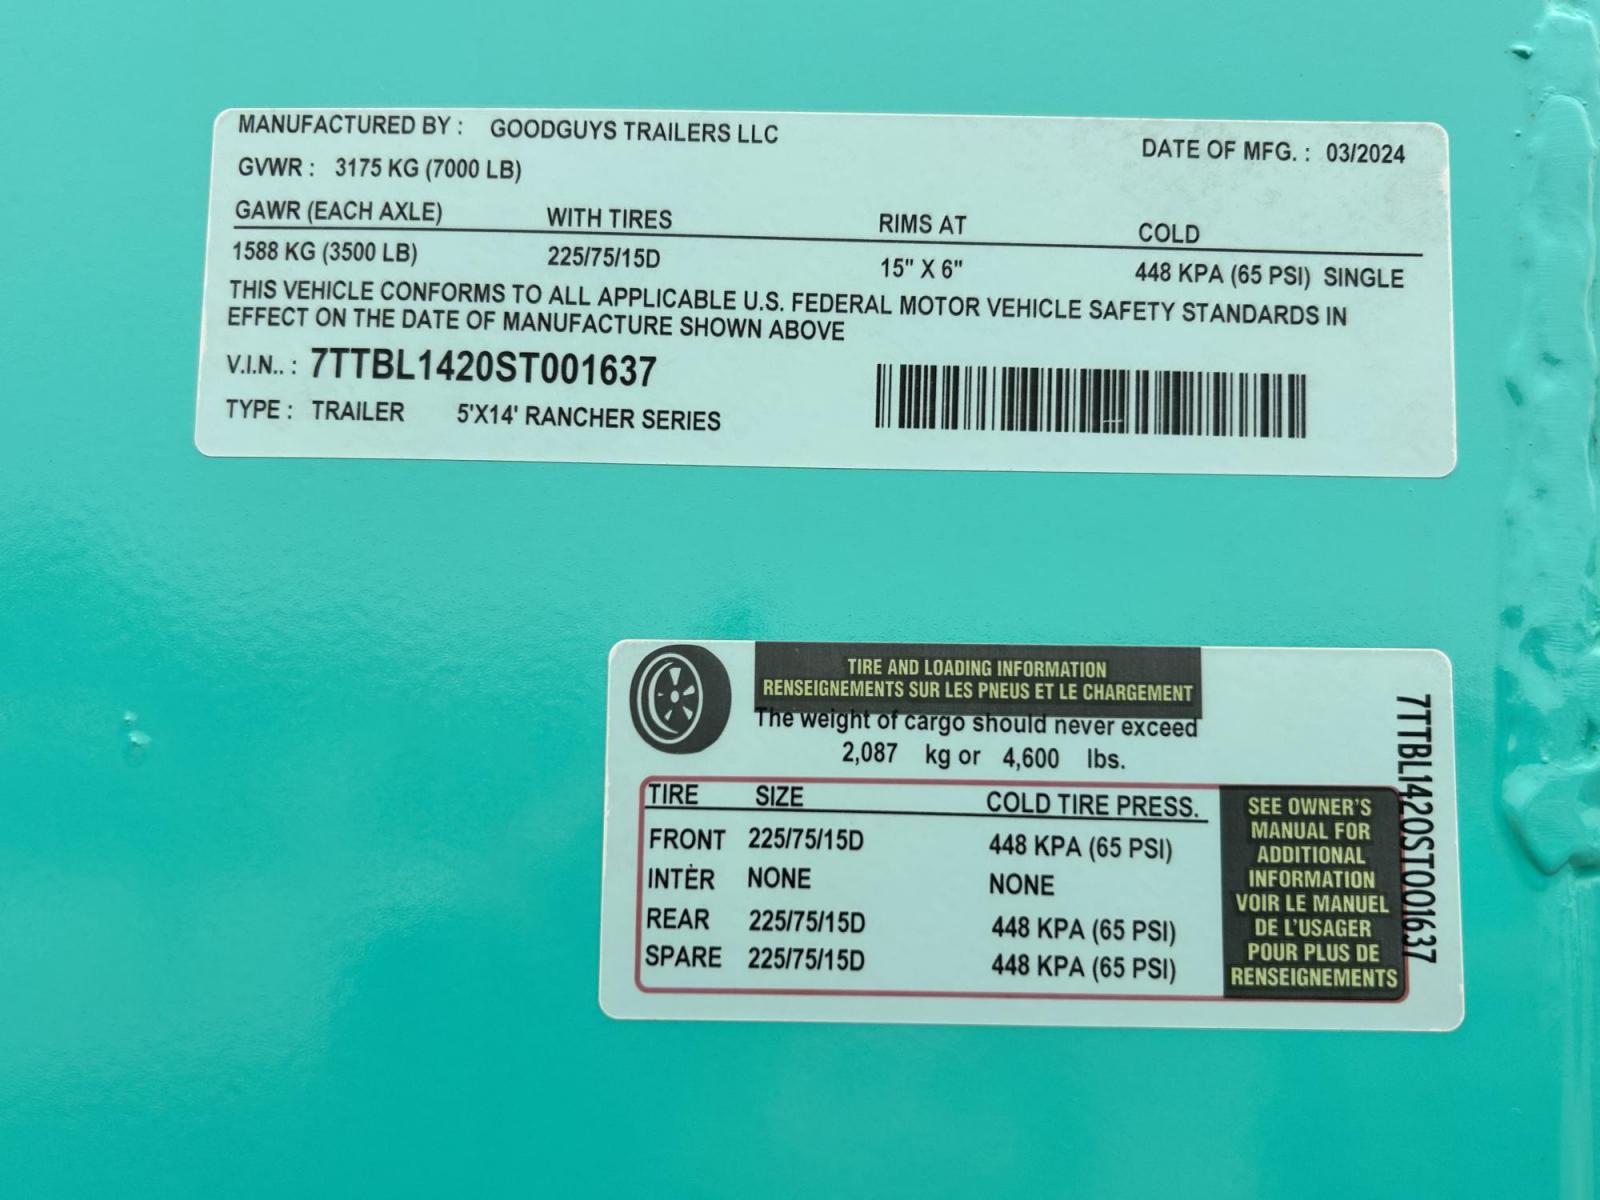 MANUFACTURED BY : GOODGUYS TRAILERS LLC
DATE OF MFG. : 03/2024
GVWR : 3175 KG (7000 LB)
GAWR (EACH AXLE) WITH TIRES RIMS AT COLD
1588 KG (3500 LB) 225/75/15D 15" X 6" 448 KPA (65 PSI) SINGLE
THIS VEHICLE CONFORMS TO ALL APPLICABLE U.S. FEDERAL MOTOR VEHICLE SAFETY STANDARDS IN
EFFECT ON THE DATE OF MANUFACTURE SHOWN ABOVE
V.I.N.. : 7TTBL1420ST001637
TYPE : TRAILER 5'X14' RANCHER SERIES
TIRE AND LOADING INFORMATION
RENSEIGNEMENTS SUR LES PNEUS ET LE CHARGEMENT
The weight of cargo should never exceed
2,087 kg or 4,600 lbs.
TIRE SIZE COLD TIRE PRESS.
FRONT 225/75/15D 448 KPA (65 PSI)
INTER NONE NONE
REAR 225/75/15D 448 KPA (65 PSI)
SPARE 225/75/15D 448 KPA (65 PSI)
SEE OWNER'S
MANUAL FOR
ADDITIONAL
INFORMATION
VOIR LE MANUEL
DE L'USAGER
POUR PLUS DE
RENSEIGNEMENTS
7TTBL1420ST001637